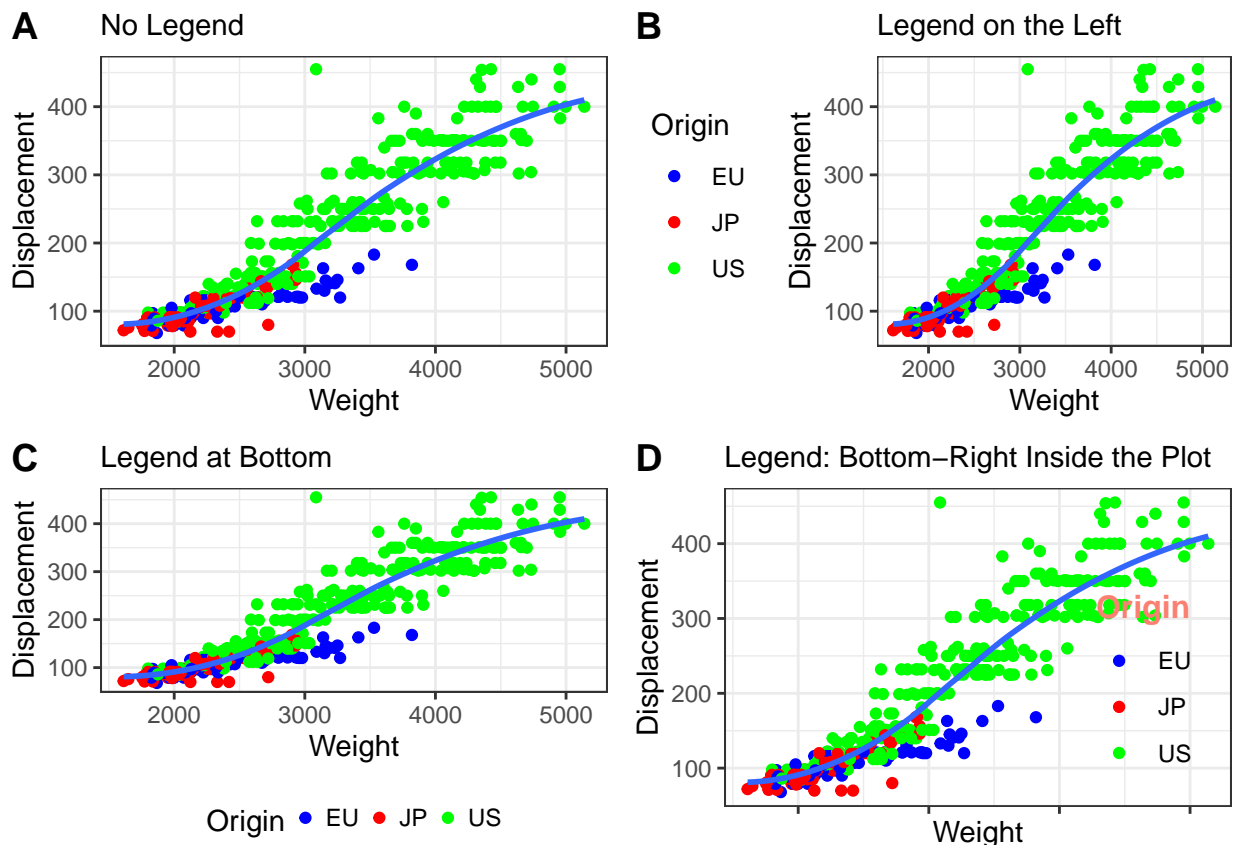 A No Legend
Displacement
400
300
200
100
2000 3000 4000 5000
Weight
B Legend on the Left
Origin
EU
JP
US
Displacement
400
300
200
100
2000 3000 4000 5000
Weight
C Legend at Bottom
Displacement
400
300
200
100
2000 3000 4000 5000
Weight
Origin EU JP US
D Legend: Bottom−Right Inside the Plot
Displacement
400
300
200
100
Origin
EU
JP
US
Weight